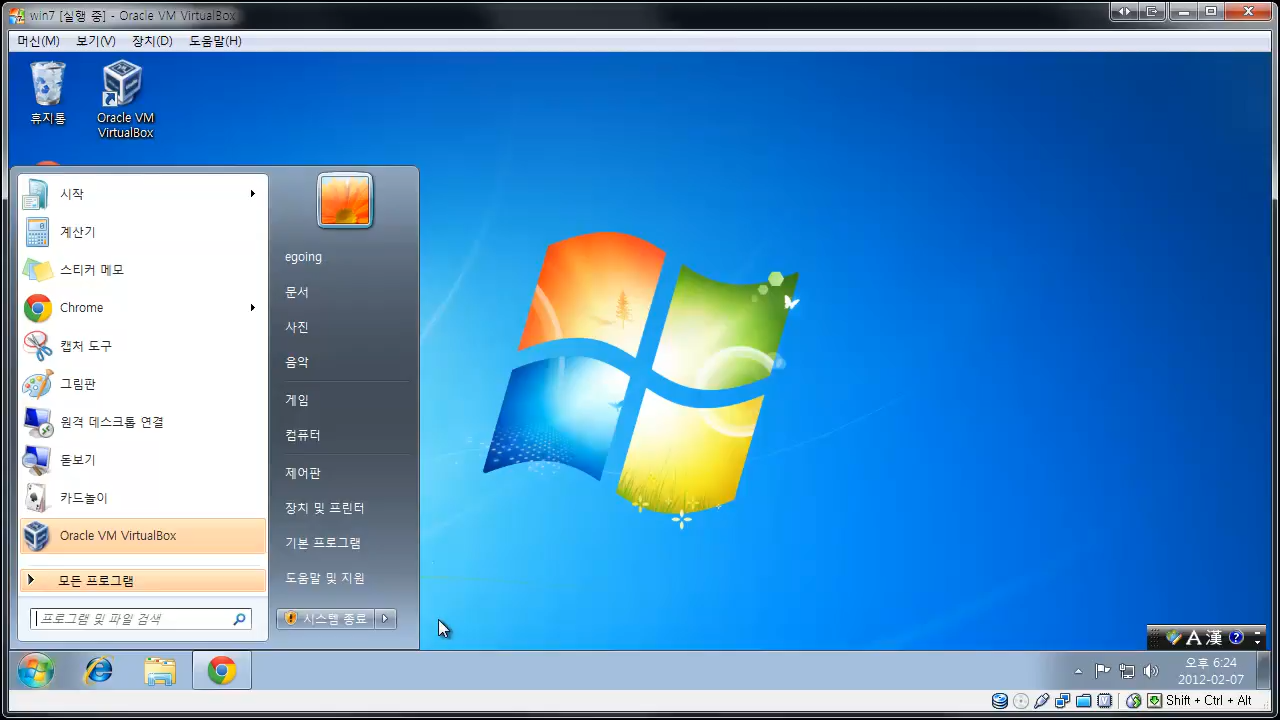 win7 [실행 중] - Oracle VM VirtualBox
머신(M) 보기(V) 장치(D) 도움말(H)
휴지통
Oracle VM
VirtualBox
시작
계산기
스티커 메모
Chrome
캡처 도구
그림판
원격 데스크톱 연결
돋보기
카드놀이
Oracle VM VirtualBox
모든 프로그램
프로그램 및 파일 검색
egoing
문서
사진
음악
게임
컴퓨터
제어판
장치 및 프린터
기본 프로그램
도움말 및 지원
시스템 종료
A 漢 ?
오후 6:24
2012-02-07
Shift + Ctrl + Alt